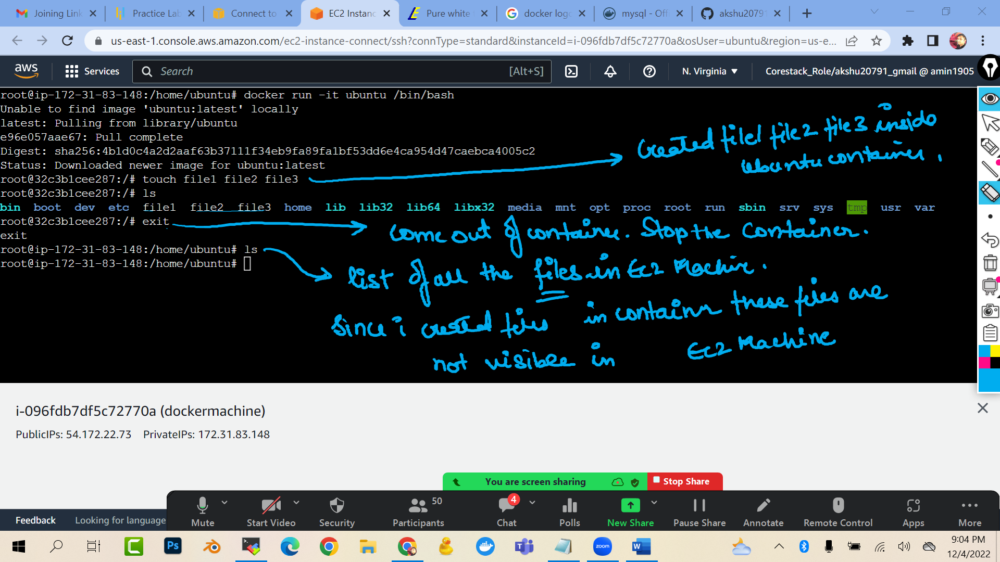 Joining Link
Practice Lab
Connect to
EC2 Instanc
Pure white
docker logo
mysql - Offi
akshu20791
us-east-1.console.aws.amazon.com/ec2-instance-connect/ssh?connType=standard&instanceId=i-096fdb7df5c72770a&osUser=ubuntu&region=us-e...
aws Services Search [Alt+S] N. Virginia Corestack_Role/akshu20791_gmail @ amin1905
root@ip-172-31-83-148:/home/ubuntu# docker run -it ubuntu /bin/bash
Unable to find image 'ubuntu:latest' locally
latest: Pulling from library/ubuntu
e96e057aae67: Pull complete
Digest: sha256:4b1d0c4a2d2aaf63b37111f34eb9fa89fa1bf53dd6e4ca954d47caebca4005c2
Status: Downloaded newer image for ubuntu:latest
root@32c3b1cee287:/# touch file1 file2 file3
created file1 file2 file3 inside
ubuntu container.
root@32c3b1cee287:/# ls
bin boot dev etc file1 file2 file3 home lib lib32 lib64 libx32 media mnt opt proc root run sbin srv sys tmp usr var
root@32c3b1cee287:/# exit
come out of container. Stop the container.
exit
root@ip-172-31-83-148:/home/ubuntu# ls
root@ip-172-31-83-148:/home/ubuntu#
list of all the files in Ec2 Machine.
Since i created files in container these files are
not visible in Ec2 Machine
i-096fdb7df5c72770a (dockermachine)
PublicIPs: 54.172.22.73 PrivateIPs: 172.31.83.148
You are screen sharing Stop Share
50
4
Mute Start Video Security Participants Chat Polls New Share Pause Share Annotate Remote Control Apps More
Feedback Looking for language
Ps
zoom
W
9:04 PM
12/4/2022